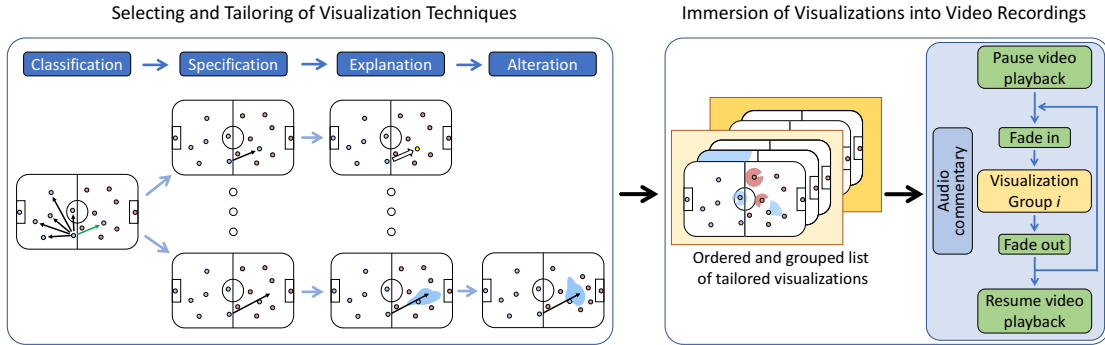 Selecting and Tailoring of Visualization Techniques
Classification
Specification
Explanation
Alteration
Immersion of Visualizations into Video Recordings
Ordered and grouped list
of tailored visualizations
Audio
commentary
Pause video
playback
Fade in
Visualization
Group i
Fade out
Resume video
playback